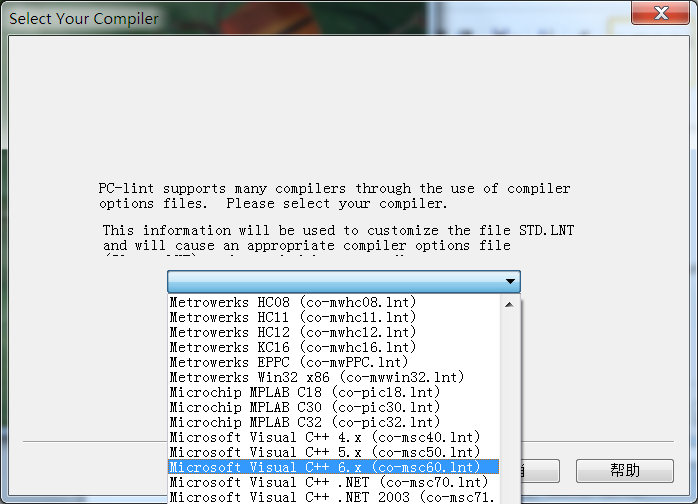 Select Your Compiler
PC-lint supports many compilers through the use of compiler
options files.  Please select your compiler.
This information will be used to customize the file STD.LNT
and will cause an appropriate compiler options file
Metrowerks HC08 (co-mwhc08.lnt)
Metrowerks HC11 (co-mwhc11.lnt)
Metrowerks HC12 (co-mwhc12.lnt)
Metrowerks KC16 (co-mwhc16.lnt)
Metrowerks EPPC (co-mwPPC.lnt)
Metrowerks Win32 x86 (co-mwwin32.lnt)
Microchip MPLAB C18 (co-pic18.lnt)
Microchip MPLAB C30 (co-pic30.lnt)
Microchip MPLAB C32 (co-pic32.lnt)
Microsoft Visual C++ 4.x (co-msc40.lnt)
Microsoft Visual C++ 5.x (co-msc50.lnt)
Microsoft Visual C++ 6.x (co-msc60.lnt)
Microsoft Visual C++ .NET (co-msc70.lnt)
Microsoft Visual C++ .NET 2003 (co-msc71.
帮助